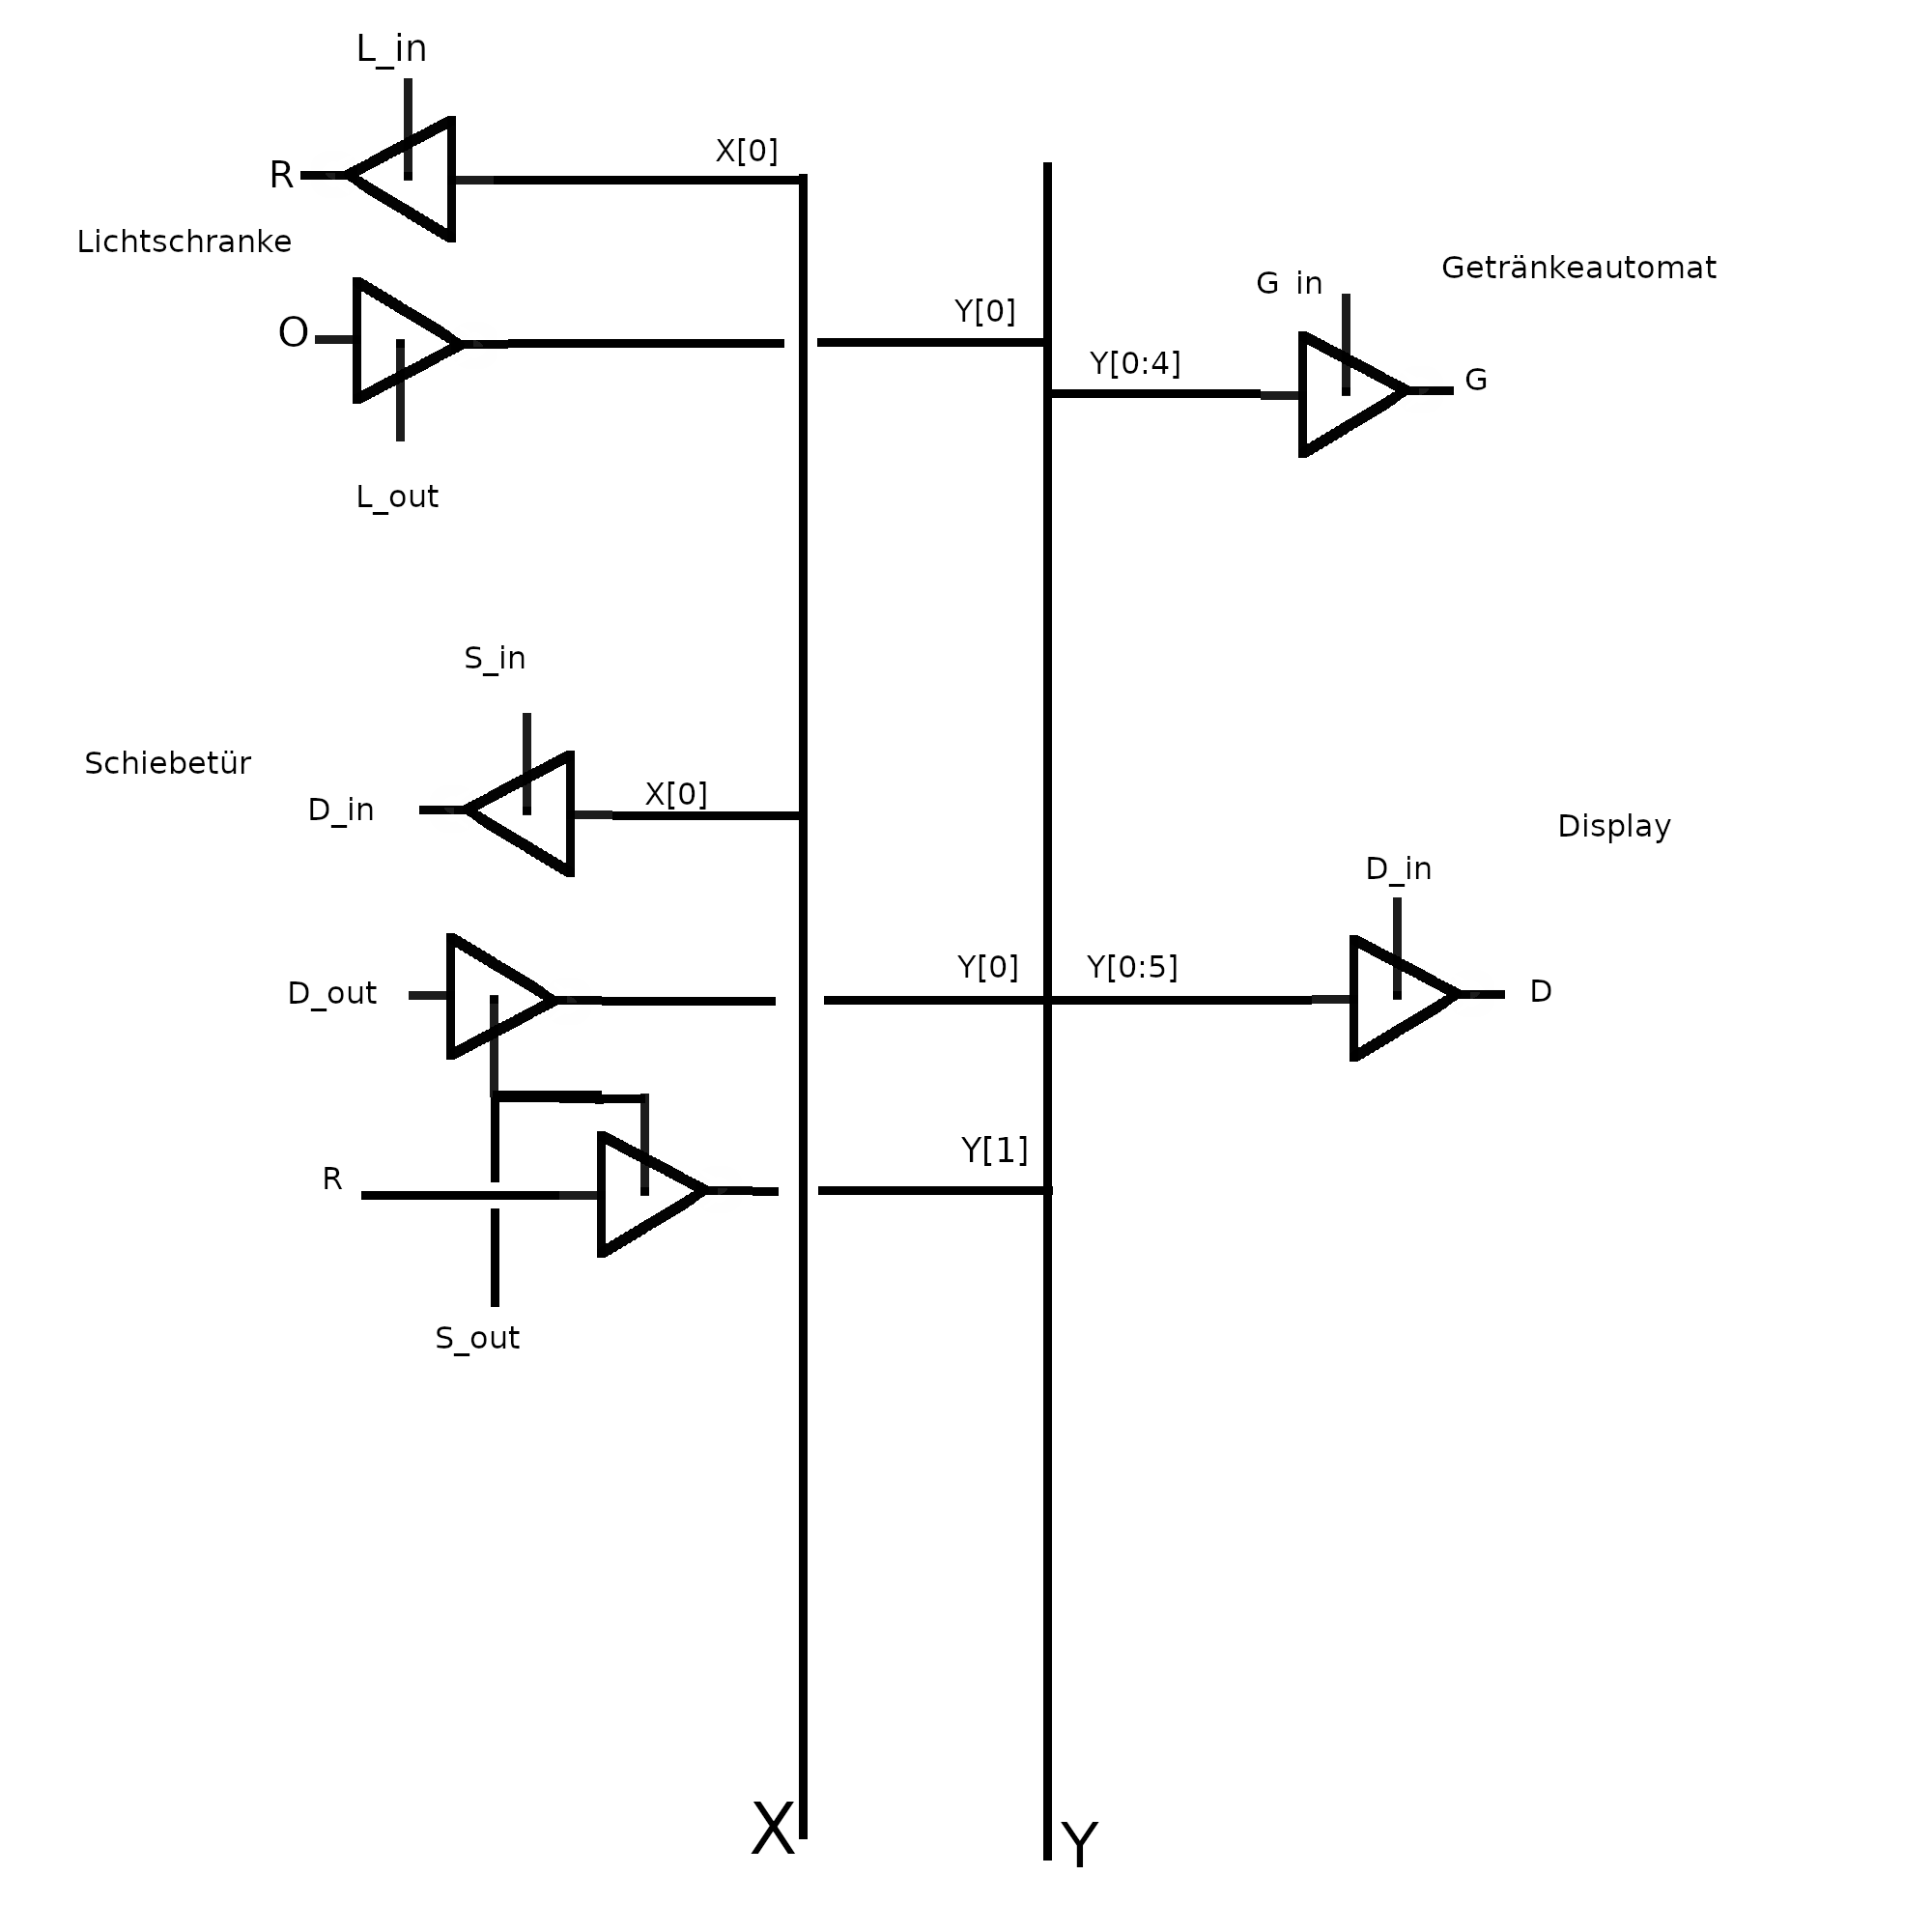 L_in
X[0]
R
Lichtschranke
Getränkeautomat
G in
Y[0]
O
Y[0:4]
G
L_out
S_in
Schiebetür
X[0]
D_in
Display
D_in
Y[0]
Y[0:5]
D_out
D
Y[1]
R
S_out
X
Y